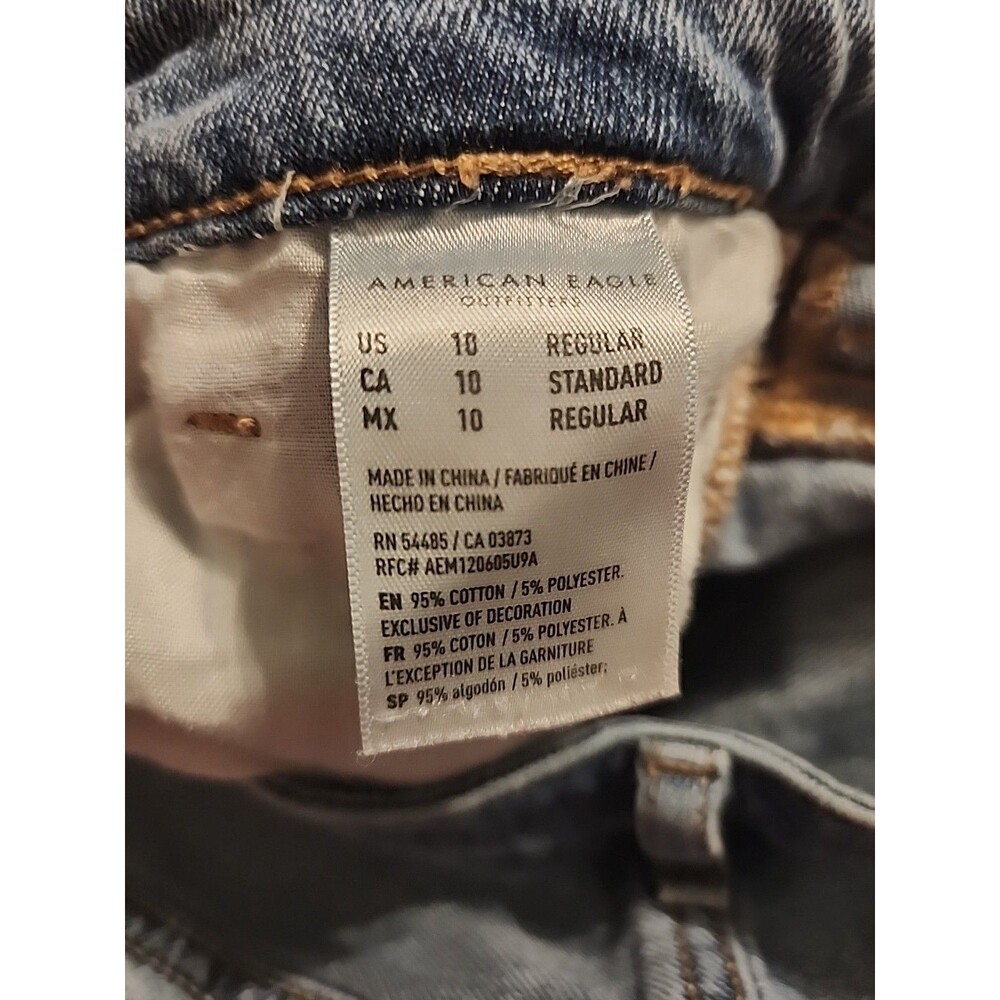 AMERICAN EAGLE
OUTFITTERS
US 10 REGULAR
CA 10 STANDARD
MX 10 REGULAR
MADE IN CHINA / FABRIQUÉ EN CHINE /
HECHO EN CHINA
RN 54485 / CA 03873
RFC# AEM120605U9A
EN 95% COTTON / 5% POLYESTER.
EXCLUSIVE OF DECORATION
FR 95% COTON / 5% POLYESTER. À
L'EXCEPTION DE LA GARNITURE
SP 95% algodón / 5% poliéster;